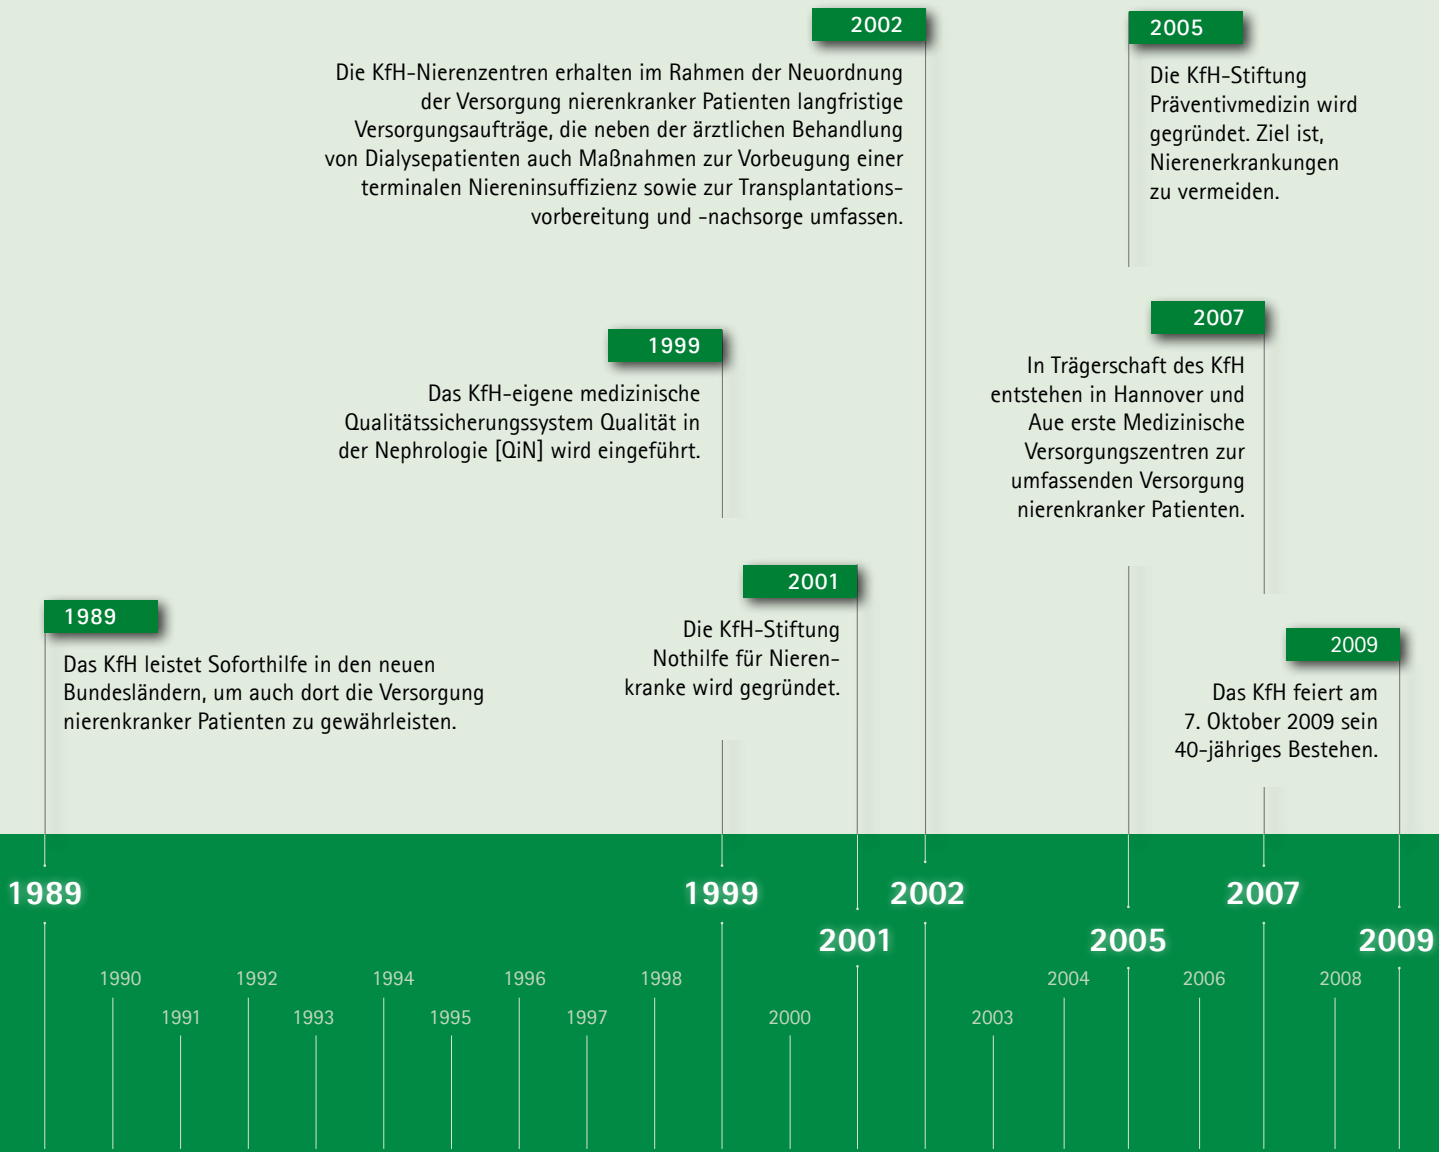 2002
Die KfH-Nierenzentren erhalten im Rahmen der Neuordnung
der Versorgung nierenkranker Patienten langfristige
Versorgungsaufträge, die neben der ärztlichen Behandlung
von Dialysepatienten auch Maßnahmen zur Vorbeugung einer
terminalen Niereninsuffizienz sowie zur Transplantations-
vorbereitung und -nachsorge umfassen.
2005
Die KfH-Stiftung
Präventivmedizin wird
gegründet. Ziel ist,
Nierenerkrankungen
zu vermeiden.
1999
Das KfH-eigene medizinische
Qualitätssicherungssystem Qualität in
der Nephrologie [QiN] wird eingeführt.
2007
In Trägerschaft des KfH
entstehen in Hannover und
Aue erste Medizinische
Versorgungszentren zur
umfassenden Versorgung
nierenkranker Patienten.
1989
Das KfH leistet Soforthilfe in den neuen
Bundesländern, um auch dort die Versorgung
nierenkranker Patienten zu gewährleisten.
2001
Die KfH-Stiftung
Nothilfe für Nieren-
kranke wird gegründet.
2009
Das KfH feiert am
7. Oktober 2009 sein
40-jähriges Bestehen.
1989 1999 2002 2007
2001 2005 2009
1990 1992 1994 1996 1998 2004 2006 2008
1991 1993 1995 1997 2000 2003